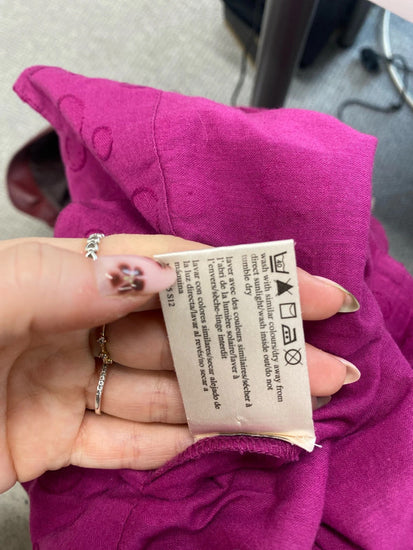 wash with similar colours/dry away from
direct sunlight/wash inside out/do not
tumble dry
laver avec des couleurs similaires/sécher à
l'abri de la lumière solaire/laver à
l'envers/sèche-linge interdit
lavar con colores similares/secar alejado de
la luz directa/lavar al revés/no secar a
máquina
S12